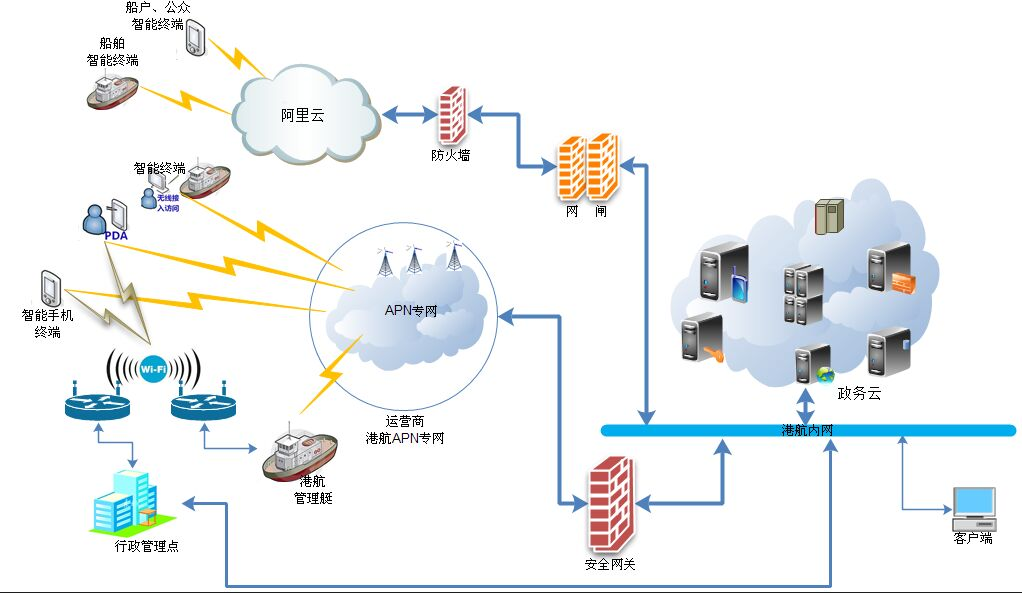 船户、公众
智能终端
船舶
智能终端
阿里云
防火墙
网 闸
智能终端
无线接
入访问
PDA
智能手机
终端
APN专网
Wi-Fi
运营商
港航APN专网
政务云
港航内网
港航
管理艇
行政管理点
安全网关
客户端